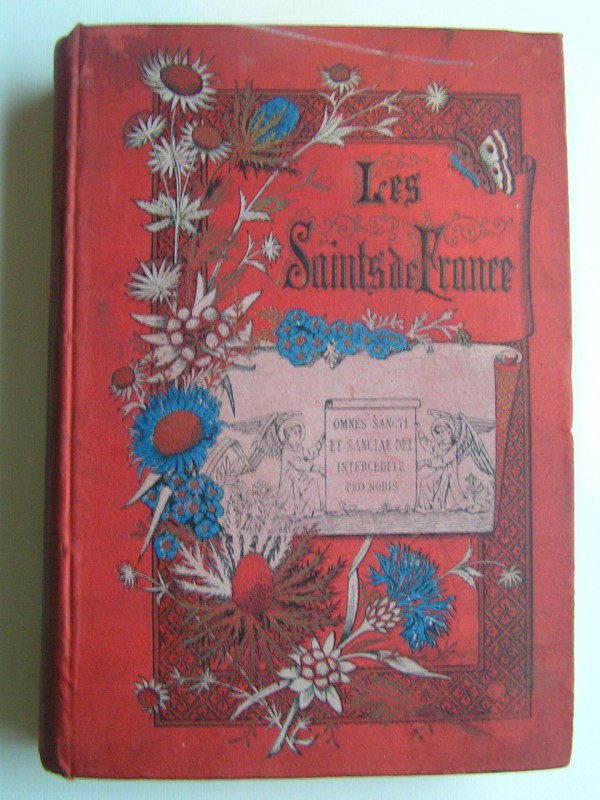 Les
Saints de France
OMNES SANCTI
ET SANCTAE DEI
INTERCEDITE
PRO NOBIS